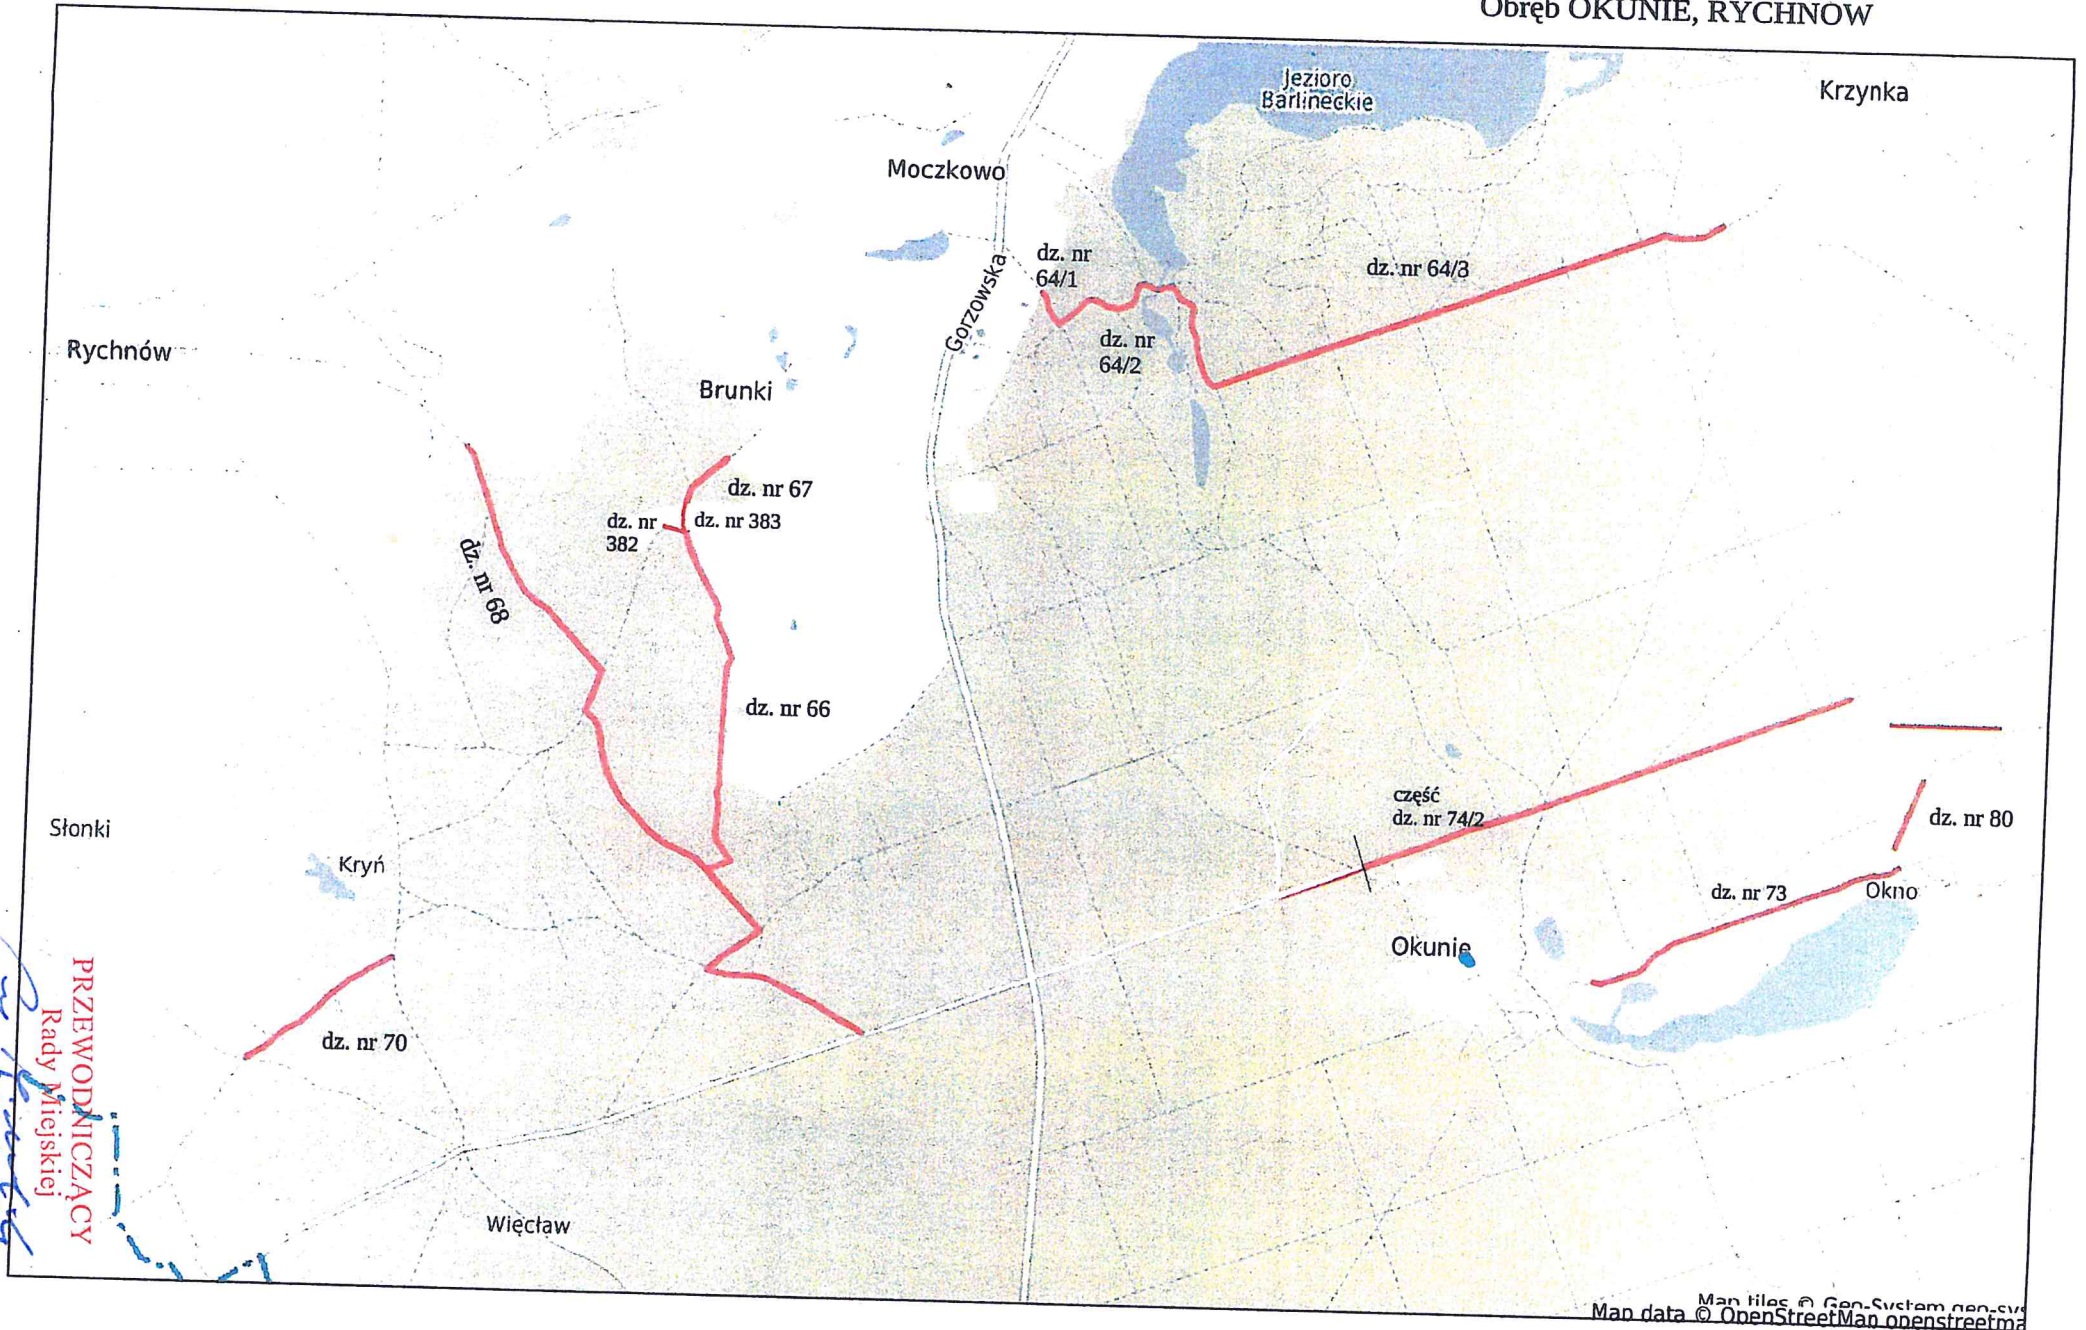 Obręb OKUNIE, RYCHNÓW
Jezioro
Barlineckie
Krzynka
Moczkowo
dz. nr
64/1
dz. nr 64/3
Gorzowska
dz. nr
64/2
Rychnów
Brunki
dz. nr 67
dz. nr
382
dz. nr 383
dz. nr 68
dz. nr 66
część
dz. nr 74/2
dz. nr 80
Słonki
Kryń
dz. nr 73
Okno
Okunie
dz. nr 70
PRZEWODNICZĄCY
Rady Miejskiej
Więcław
Map tiles © Geo-System
Map data © OpenStreetMap